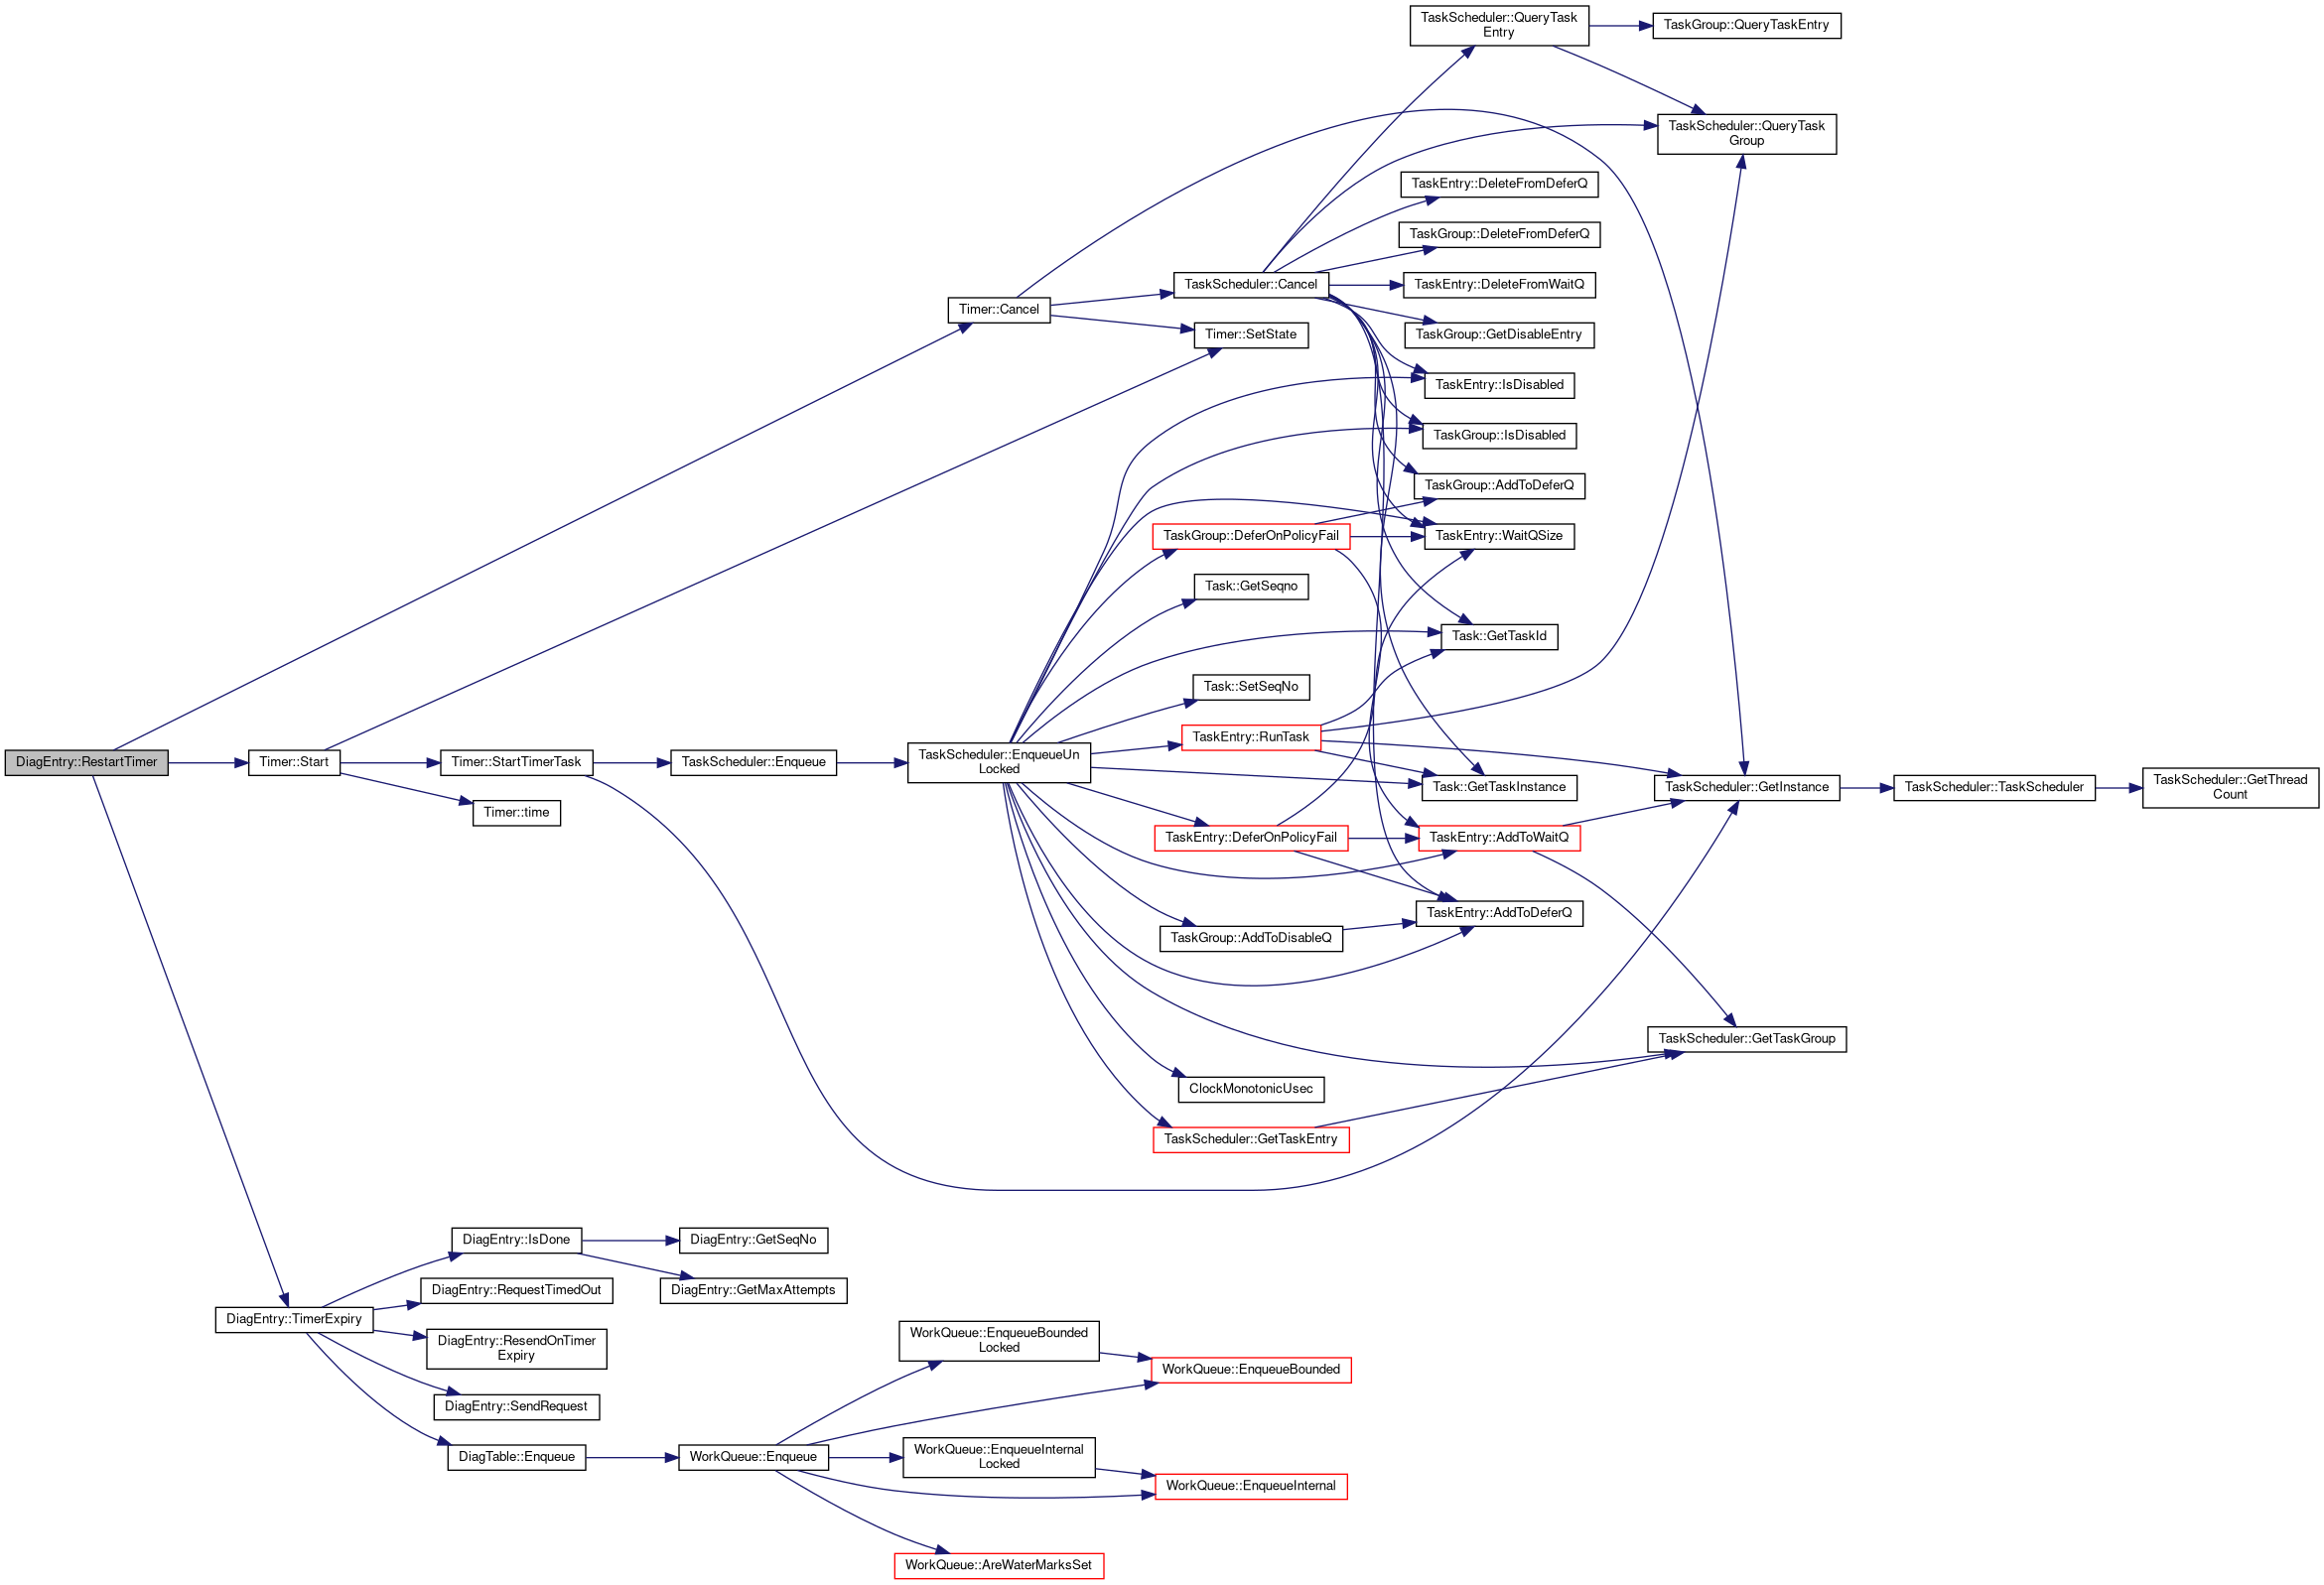 TaskScheduler::QueryTask
Entry
TaskGroup::QueryTaskEntry
TaskScheduler::QueryTask
Group
TaskEntry::DeleteFromDeferQ
TaskGroup::DeleteFromDeferQ
TaskScheduler::Cancel
TaskEntry::DeleteFromWaitQ
Timer::Cancel
Timer::SetState
TaskGroup::GetDisableEntry
TaskEntry::IsDisabled
TaskGroup::IsDisabled
TaskGroup::AddToDeferQ
TaskGroup::DeferOnPolicyFail
TaskEntry::WaitQSize
Task::GetSeqno
Task::GetTaskId
Task::SetSeqNo
TaskEntry::RunTask
DiagEntry::RestartTimer
Timer::Start
Timer::StartTimerTask
TaskScheduler::Enqueue
TaskScheduler::EnqueueUn
Locked
Task::GetTaskInstance
TaskScheduler::GetInstance
TaskScheduler::TaskScheduler
TaskScheduler::GetThread
Count
Timer::time
TaskEntry::DeferOnPolicyFail
TaskEntry::AddToWaitQ
TaskEntry::AddToDeferQ
TaskGroup::AddToDisableQ
TaskScheduler::GetTaskGroup
ClockMonotonicUsec
TaskScheduler::GetTaskEntry
DiagEntry::IsDone
DiagEntry::GetSeqNo
DiagEntry::RequestTimedOut
DiagEntry::GetMaxAttempts
DiagEntry::TimerExpiry
DiagEntry::ResendOnTimer
Expiry
WorkQueue::EnqueueBounded
Locked
WorkQueue::EnqueueBounded
DiagEntry::SendRequest
DiagTable::Enqueue
WorkQueue::Enqueue
WorkQueue::EnqueueInternal
Locked
WorkQueue::EnqueueInternal
WorkQueue::AreWaterMarksSet